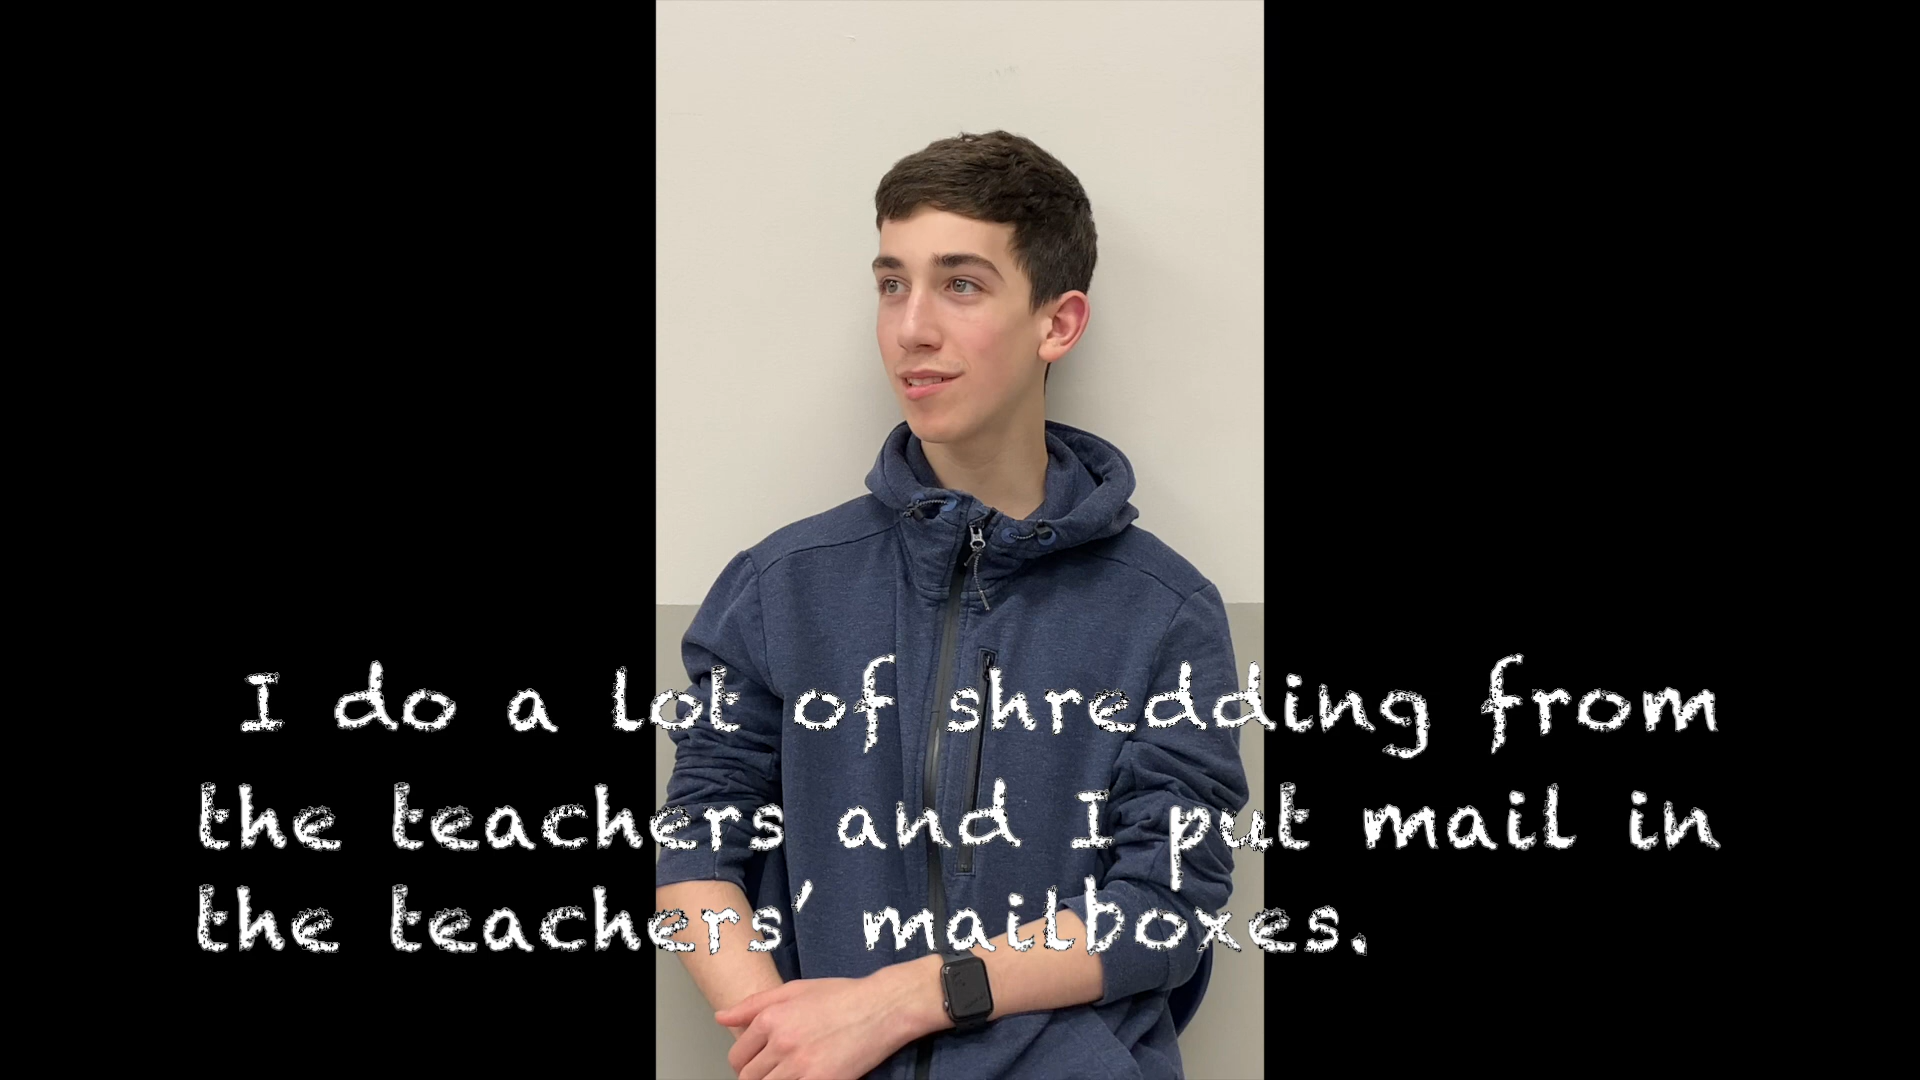 I do a lot of shredding from
the teachers and I put mail in
the teachers' mailboxes.